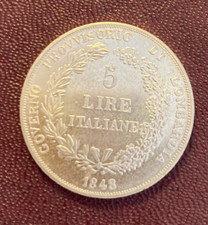 GOVERNO PROVVISORIO DI LOMBARDIA
5
LIRE
ITALIANE
1848